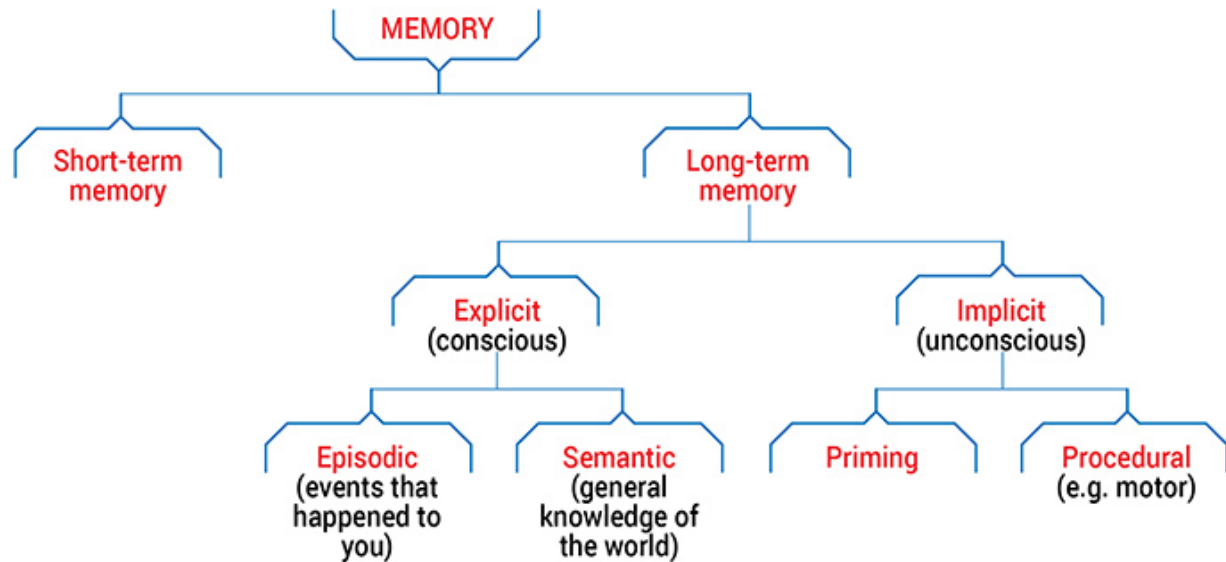 MEMORY
Short-term
memory
Long-term
memory
Explicit
(conscious)
Implicit
(unconscious)
Episodic
(events that
happened to
you)
Semantic
(general
knowledge of
the world)
Priming
Procedural
(e.g. motor)